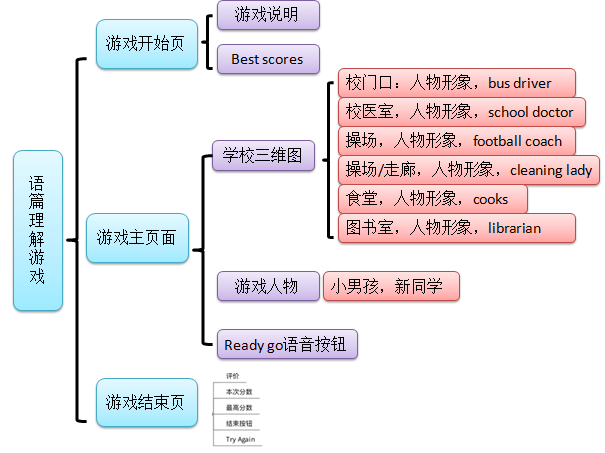 语篇理解游戏
游戏开始页
游戏说明
Best scores
游戏主页面
学校三维图
校门口：人物形象，bus driver
校医室，人物形象，school doctor
操场，人物形象，football coach
操场/走廊，人物形象，cleaning lady
食堂，人物形象，cooks
图书室，人物形象，librarian
游戏人物
小男孩，新同学
Ready go语音按钮
游戏结束页
评价
本次分数
最高分数
结束按钮
Try Again